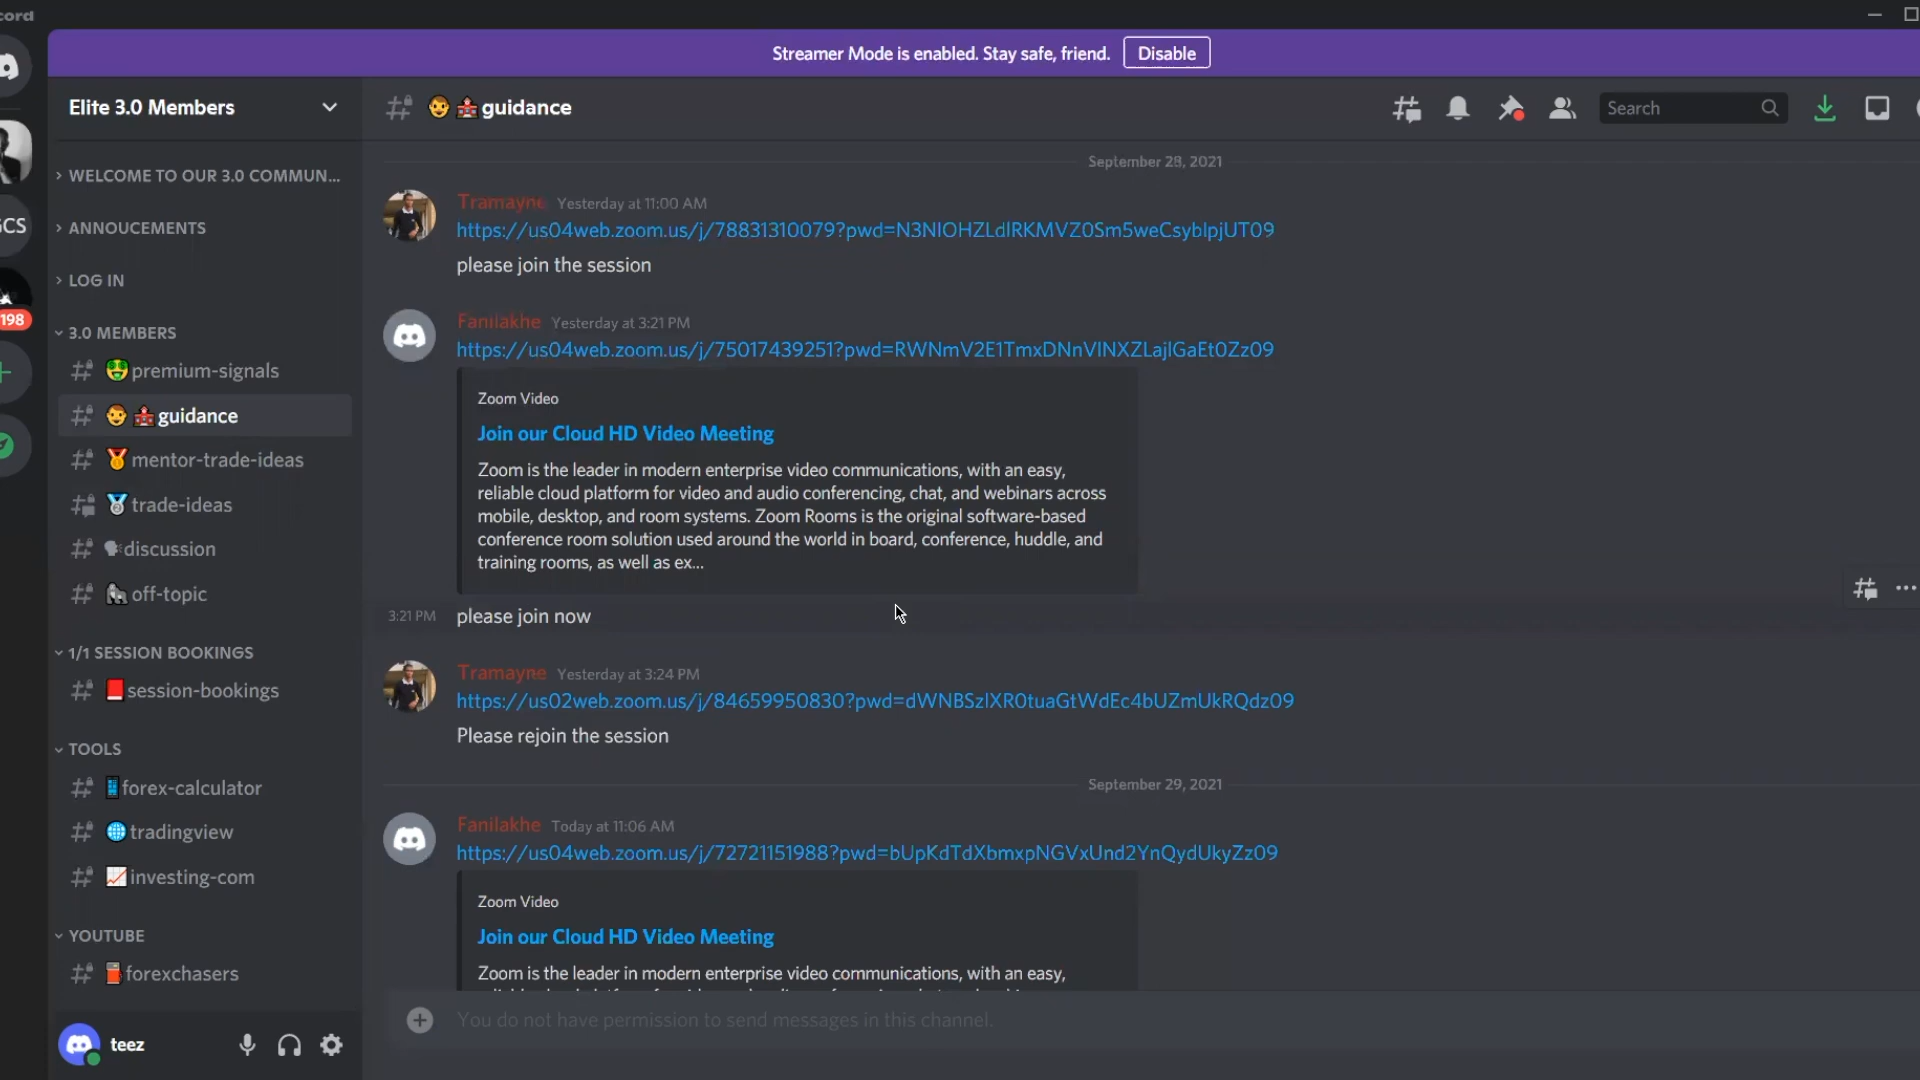 cord
Streamer Mode is enabled. Stay safe, friend.
Disable
Elite 3.0 Members
guidance
Search
WELCOME TO OUR 3.0 COMMUN...
ANNOUCEMENTS
LOG IN
3.0 MEMBERS
premium-signals
guidance
mentor-trade-ideas
trade-ideas
discussion
off-topic
1/1 SESSION BOOKINGS
session-bookings
TOOLS
forex-calculator
tradingview
investing-com
YOUTUBE
forexchasers
teez
GCS
198
September 28, 2021
Tramayne Yesterday at 11:00 AM
https://us04web.zoom.us/j/78831310079?pwd=N3NIOHZLdlRKMVZ0Sm5weCsyblpjUT09
please join the session
Fanilakhe Yesterday at 3:21 PM
https://us04web.zoom.us/j/75017439251?pwd=RWNmV2E1TmxDNnVINXZLajlGaEt0Zz09
Zoom Video
Join our Cloud HD Video Meeting
Zoom is the leader in modern enterprise video communications, with an easy,
reliable cloud platform for video and audio conferencing, chat, and webinars across
mobile, desktop, and room systems. Zoom Rooms is the original software-based
conference room solution used around the world in board, conference, huddle, and
training rooms, as well as ex...
3:21 PM please join now
Tramayne Yesterday at 3:24 PM
https://us02web.zoom.us/j/84659950830?pwd=dWNBSzlXR0tuaGtWdEc4bUZmUkRQdz09
Please rejoin the session
September 29, 2021
Fanilakhe Today at 11:06 AM
https://us04web.zoom.us/j/72721151988?pwd=bUpKdTdXbmxpNGVxUnd2YnQydUkyZz09
Zoom Video
Join our Cloud HD Video Meeting
Zoom is the leader in modern enterprise video communications, with an easy,
You do not have permission to send messages in this channel.